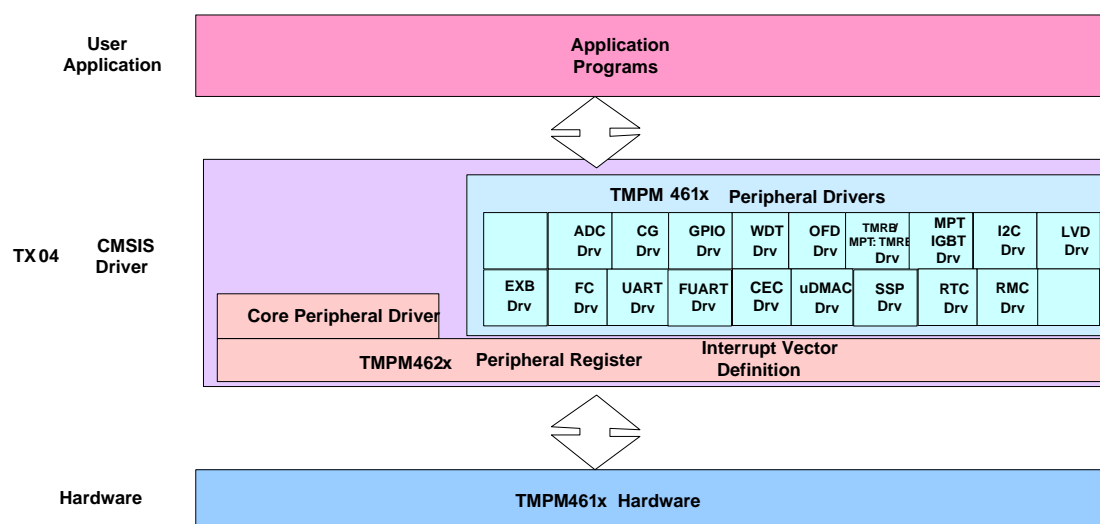 User
Application
Application
Programs
TX04
CMSIS
Driver
TMPM 461x Peripheral Drivers
ADC
Drv
CG
Drv
GPIO
Drv
WDT
Drv
OFD
Drv
TMRB/
MPT: TMRB
Drv
MPT
IGBT
Drv
I2C
Drv
LVD
Drv
EXB
Drv
FC
Drv
UART
Drv
FUART
Drv
CEC
Drv
uDMAC
Drv
SSP
Drv
RTC
Drv
RMC
Drv
Core Peripheral Driver
TMPM462x Peripheral Register
Interrupt Vector
Definition
Hardware
TMPM461x Hardware